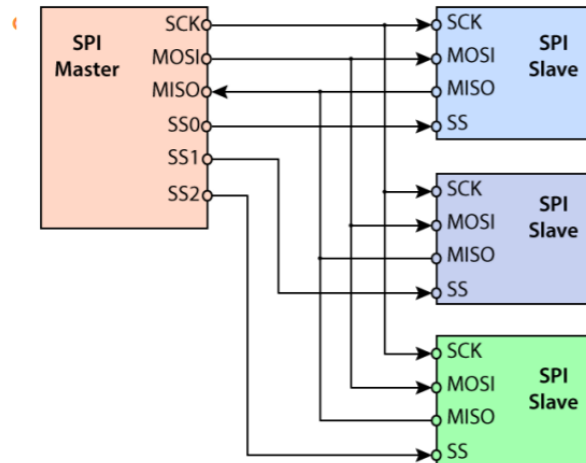 SPI
Master
SCK
MOSI
MISO
SS0
SS1
SS2
SCK
MOSI
MISO
SS
SPI
Slave
SCK
MOSI
MISO
SS
SPI
Slave
SCK
MOSI
MISO
SS
SPI
Slave